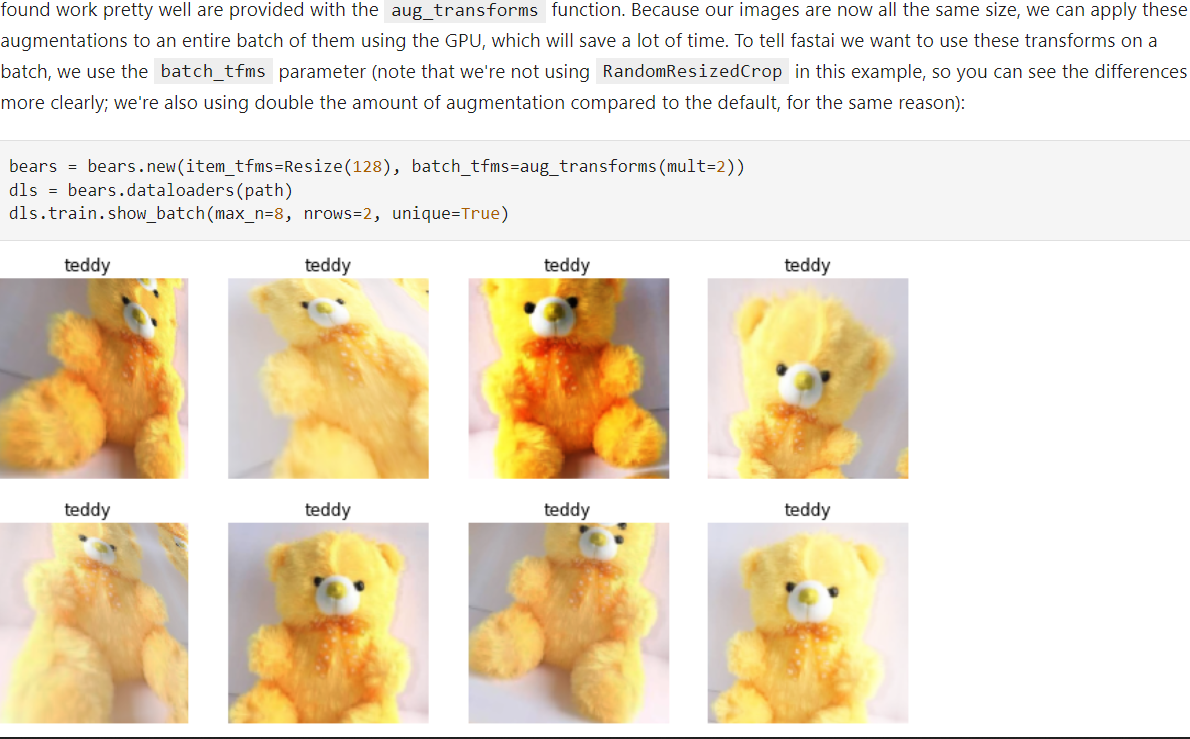 found work pretty well are provided with the aug_transforms function. Because our images are now all the same size, we can apply these
augmentations to an entire batch of them using the GPU, which will save a lot of time. To tell fastai we want to use these transforms on a
batch, we use the batch_tfms parameter (note that we're not using RandomResizedCrop in this example, so you can see the differences
more clearly; we're also using double the amount of augmentation compared to the default, for the same reason):
bears = bears.new(item_tfms=Resize(128), batch_tfms=aug_transforms(mult=2))
dls = bears.dataloaders(path)
dls.train.show_batch(max_n=8, nrows=2, unique=True)
teddy teddy teddy teddy
teddy teddy teddy teddy